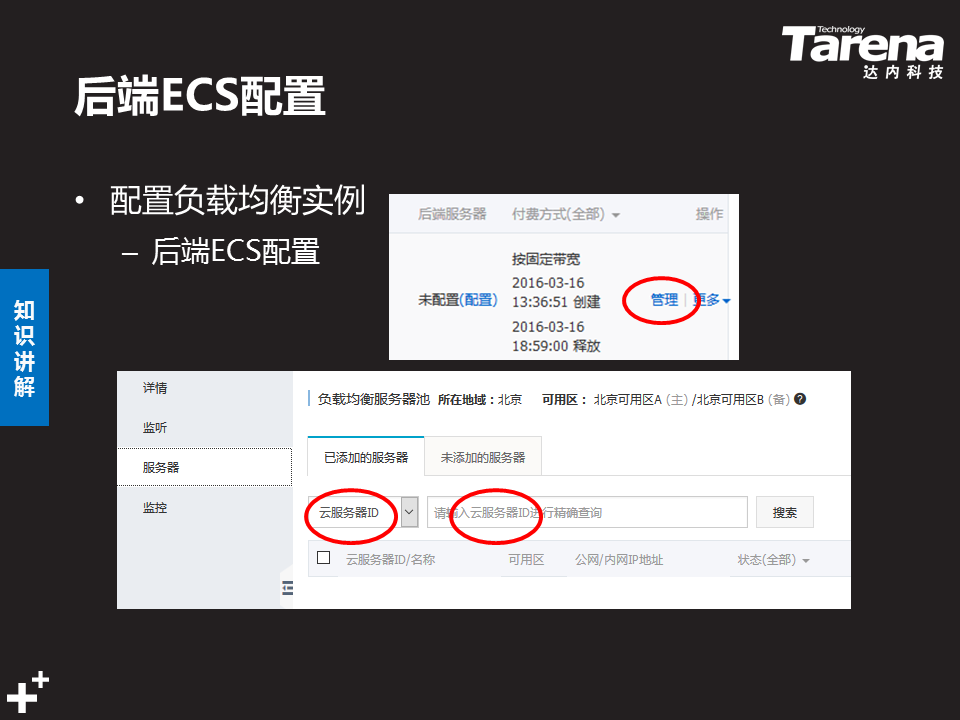 Technology
Tarena
达内科技
后端ECS配置
• 配置负载均衡实例
– 后端ECS配置
知识讲解
后端服务器 付费方式(全部) 操作
按固定带宽
2016-03-16
未配置(配置) 13:36:51 创建 管理 更多
2016-03-16
18:59:00 释放
详情
监听
服务器
监控
负载均衡服务器池 所在地域：北京 可用区： 北京可用区A (主) /北京可用区B (备) ?
已添加的服务器 未添加的服务器
云服务器ID 请输入云服务器ID进行精确查询 搜索
云服务器ID/名称 可用区 公网/内网IP地址 状态(全部)